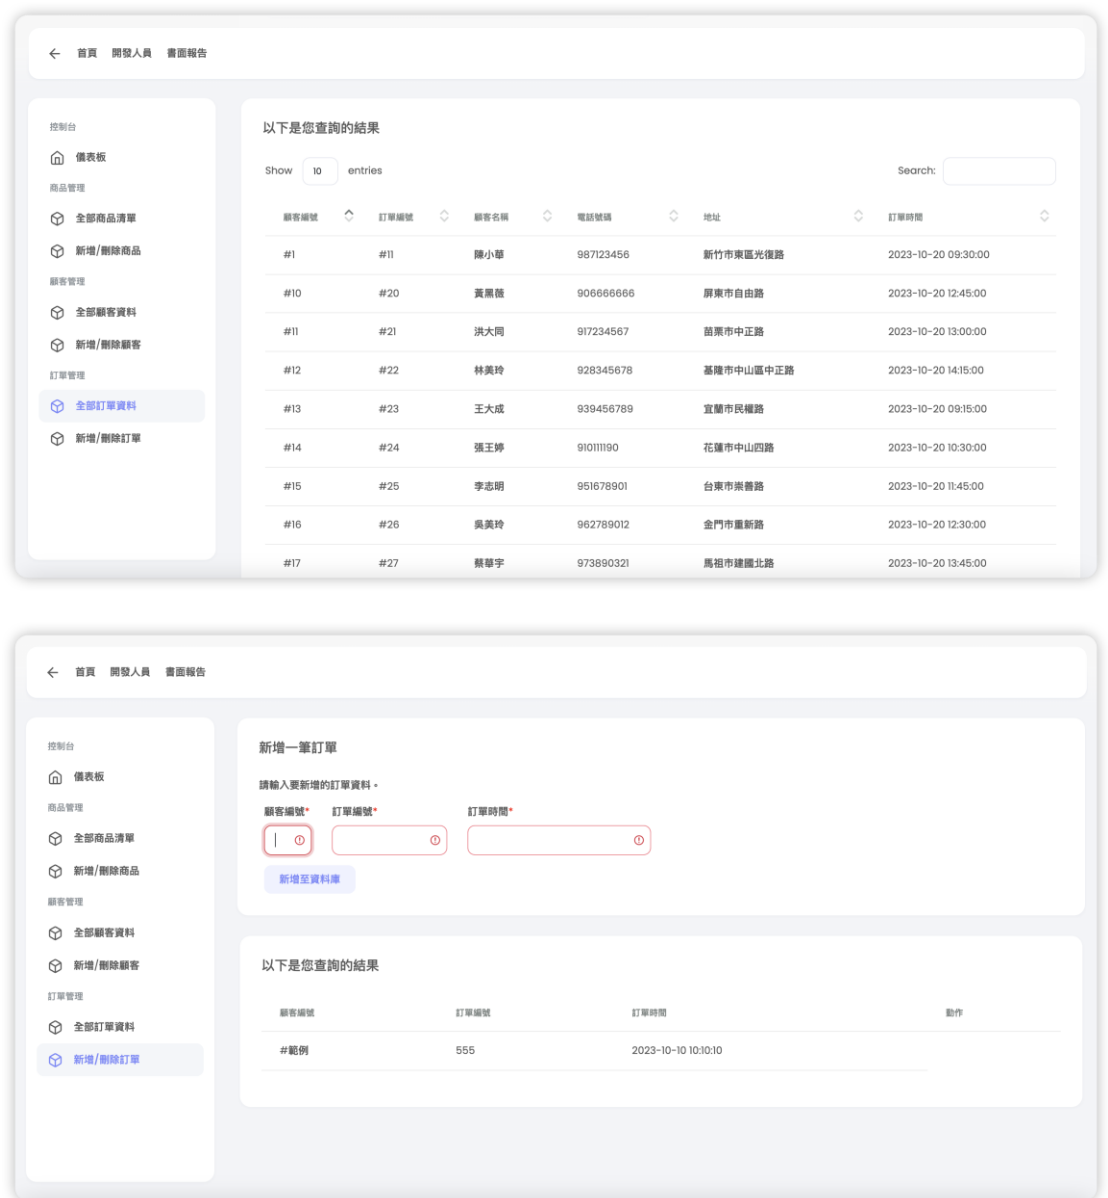 首頁 開發人員 書面報告
控制台
儀表板
商品管理
全部商品清單
新增/刪除商品
顧客管理
全部顧客資料
新增/刪除顧客
訂單管理
全部訂單資料
新增/刪除訂單
以下是您查詢的結果
Show 10 entries Search:
顧客編號 訂單編號 顧客名稱 電話號碼 地址 訂單時間
#1 #11 陳小華 987123456 新竹市東區光復路 2023-10-20 09:30:00
#10 #20 黃黑薇 906666666 屏東市自由路 2023-10-20 12:45:00
#11 #21 洪大同 917234567 苗栗市中正路 2023-10-20 13:00:00
#12 #22 林美玲 928345678 基隆市中山區中正路 2023-10-20 14:15:00
#13 #23 王大成 939456789 宜蘭市民權路 2023-10-20 09:15:00
#14 #24 張王婷 910111190 花蓮市中山四路 2023-10-20 10:30:00
#15 #25 李志明 951678901 台東市崇善路 2023-10-20 11:45:00
#16 #26 吳美玲 962789012 金門市重新路 2023-10-20 12:30:00
#17 #27 蔡華宇 973890321 馬祖市建國北路 2023-10-20 13:45:00
首頁 開發人員 書面報告
控制台
儀表板
商品管理
全部商品清單
新增/刪除商品
顧客管理
全部顧客資料
新增/刪除顧客
訂單管理
全部訂單資料
新增/刪除訂單
新增一筆訂單
請輸入要新增的訂單資料。
顧客編號* 訂單編號* 訂單時間*
新增至資料庫
以下是您查詢的結果
顧客編號 訂單編號 訂單時間 動作
#範例 555 2023-10-10 10:10:10